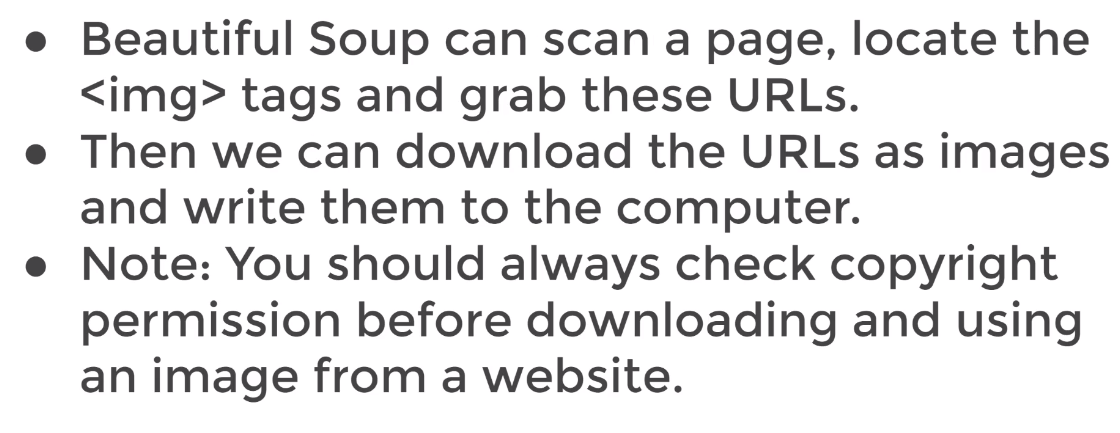 ● Beautiful Soup can scan a page, locate the
<img> tags and grab these URLs.
● Then we can download the URLs as images
and write them to the computer.
● Note: You should always check copyright
permission before downloading and using
an image from a website.